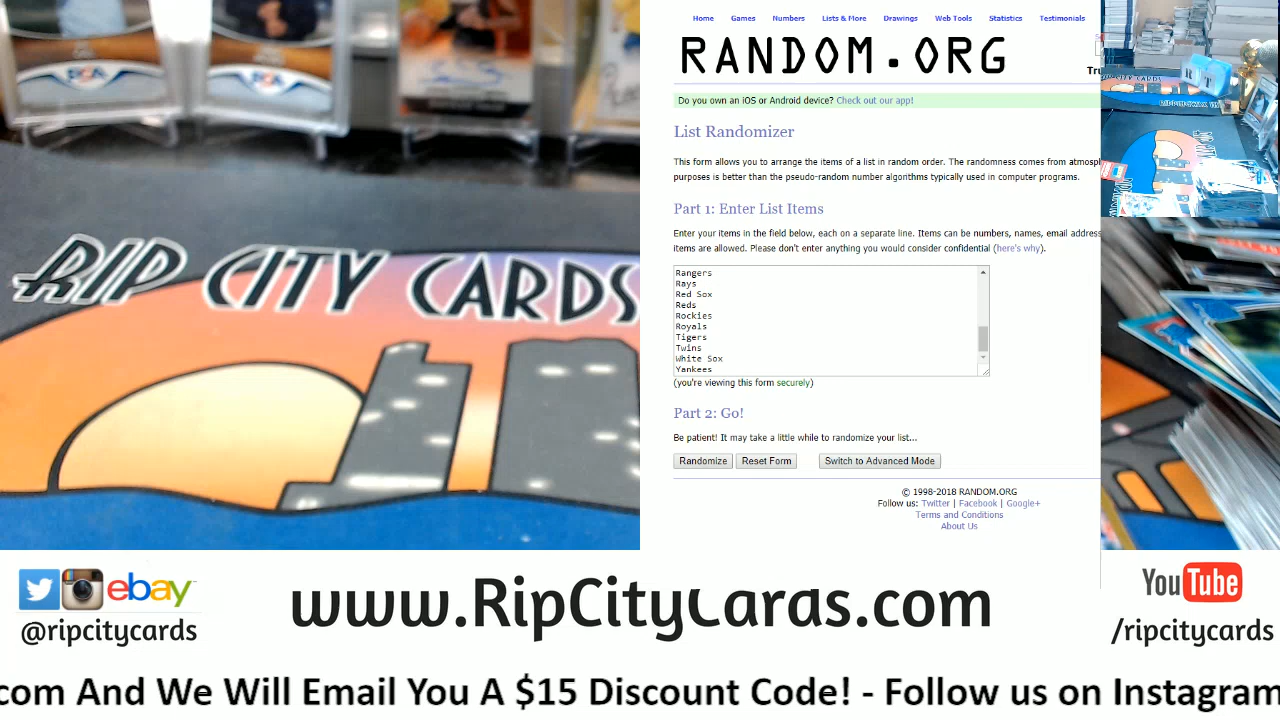 RIP CITY CARDS
Home Games Numbers Lists & More Drawings Web Tools Statistics Testimonials
RANDOM.ORG
Tru
Do you own an iOS or Android device? Check out our app!
List Randomizer
This form allows you to arrange the items of a list in random order. The randomness comes from atmosp
purposes is better than the pseudo-random number algorithms typically used in computer programs.
Part 1: Enter List Items
Enter your items in the field below, each on a separate line. Items can be numbers, names, email address
items are allowed. Please don't enter anything you would consider confidential (here's why).
Rangers
Rays
Red Sox
Reds
Rockies
Royals
Tigers
Twins
White Sox
Yankees
(you're viewing this form securely)
Part 2: Go!
Be patient! It may take a little while to randomize your list...
Randomize Reset Form Switch to Advanced Mode
© 1998-2018 RANDOM.ORG
Follow us: Twitter | Facebook | Google+
Terms and Conditions
About Us
RIP CITY CARDS
ebay
@ripcitycards
www.RipCityCards.com
YouTube
/ripcitycards
com And We Will Email You A $15 Discount Code! - Follow us on Instagram